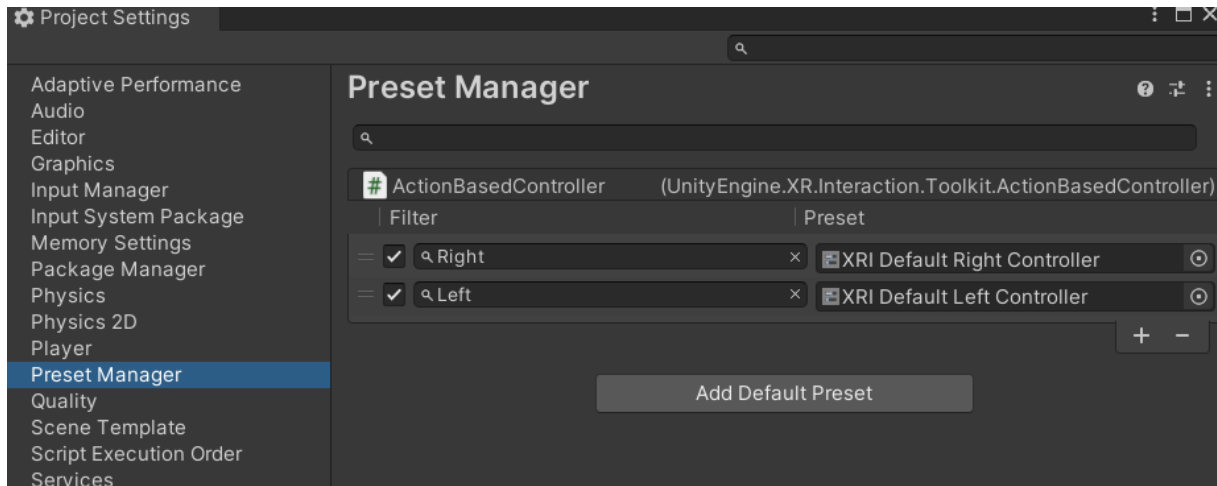 Project Settings
Adaptive Performance
Audio
Editor
Graphics
Input Manager
Input System Package
Memory Settings
Package Manager
Physics
Physics 2D
Player
Preset Manager
Quality
Scene Template
Script Execution Order
Services
Preset Manager
# ActionBasedController (UnityEngine.XR.Interaction.Toolkit.ActionBasedController)
Filter Preset
Right XRI Default Right Controller
Left XRI Default Left Controller
Add Default Preset